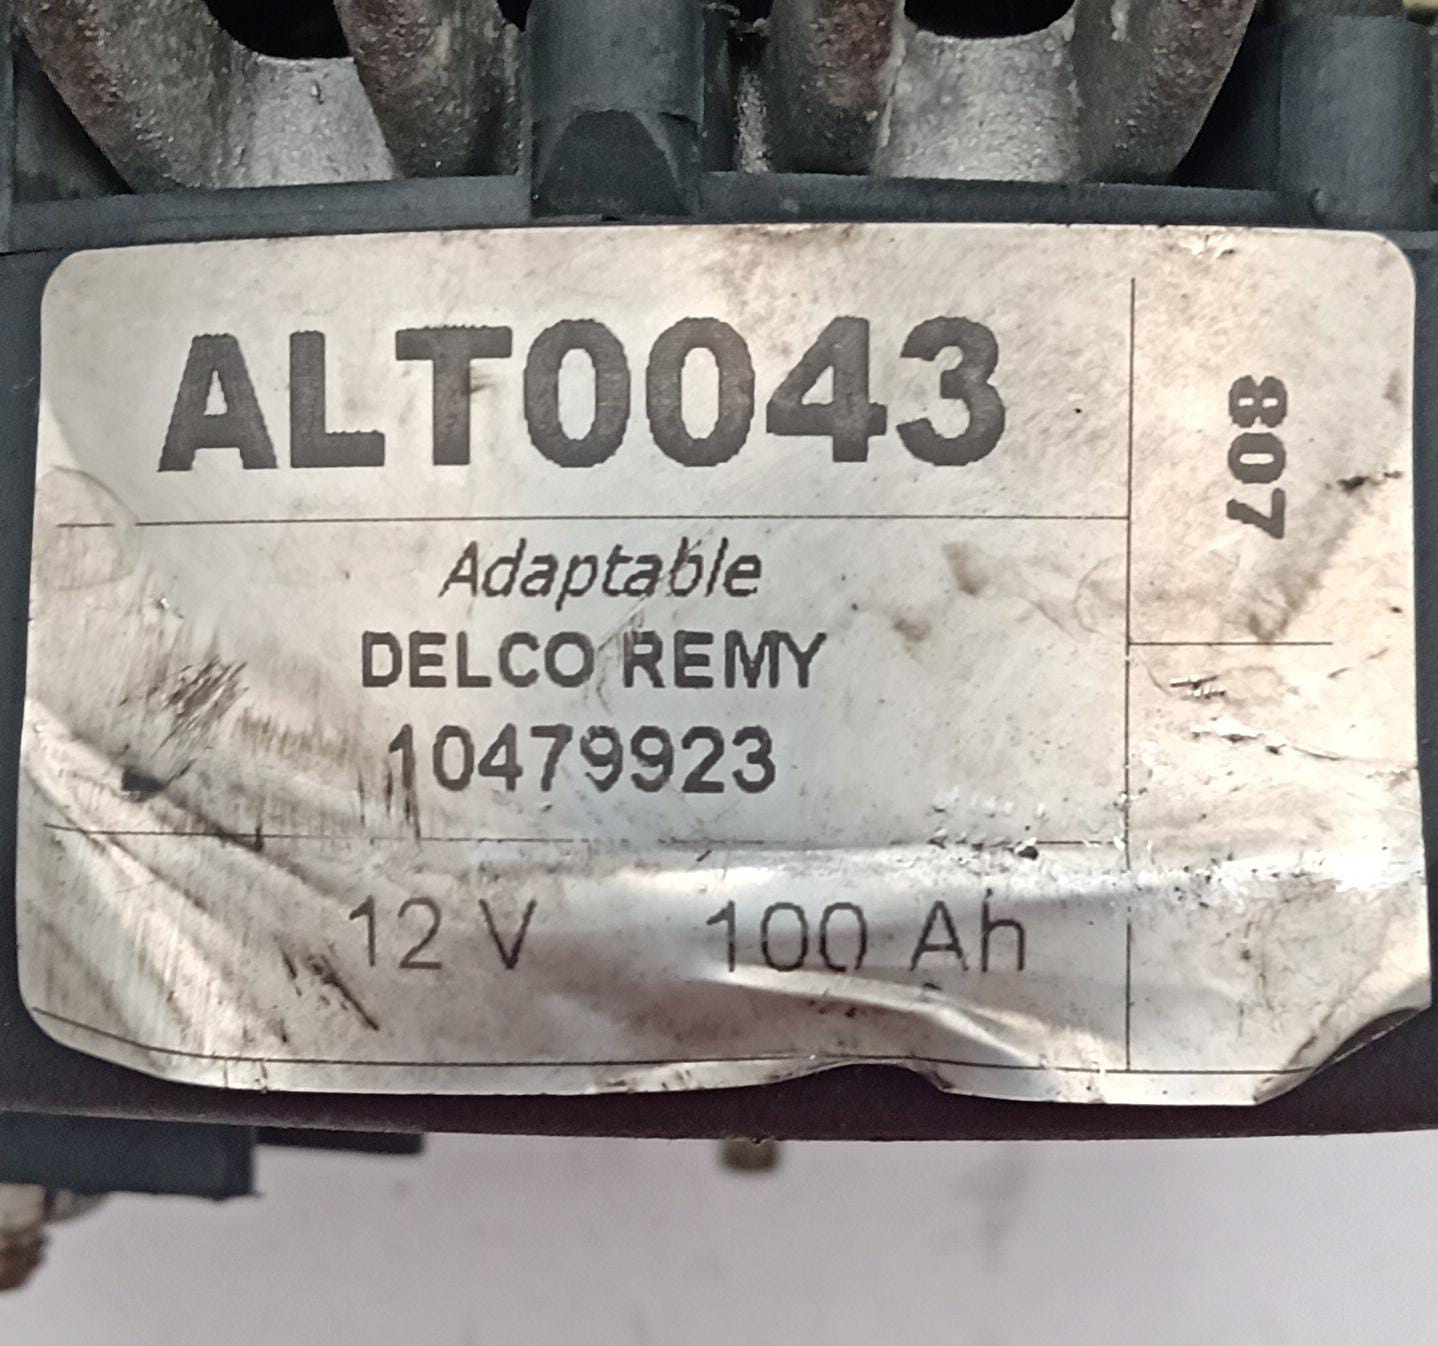 ALT0043
807
Adaptable
DELCO REMY
10479923
12 V 100 Ah